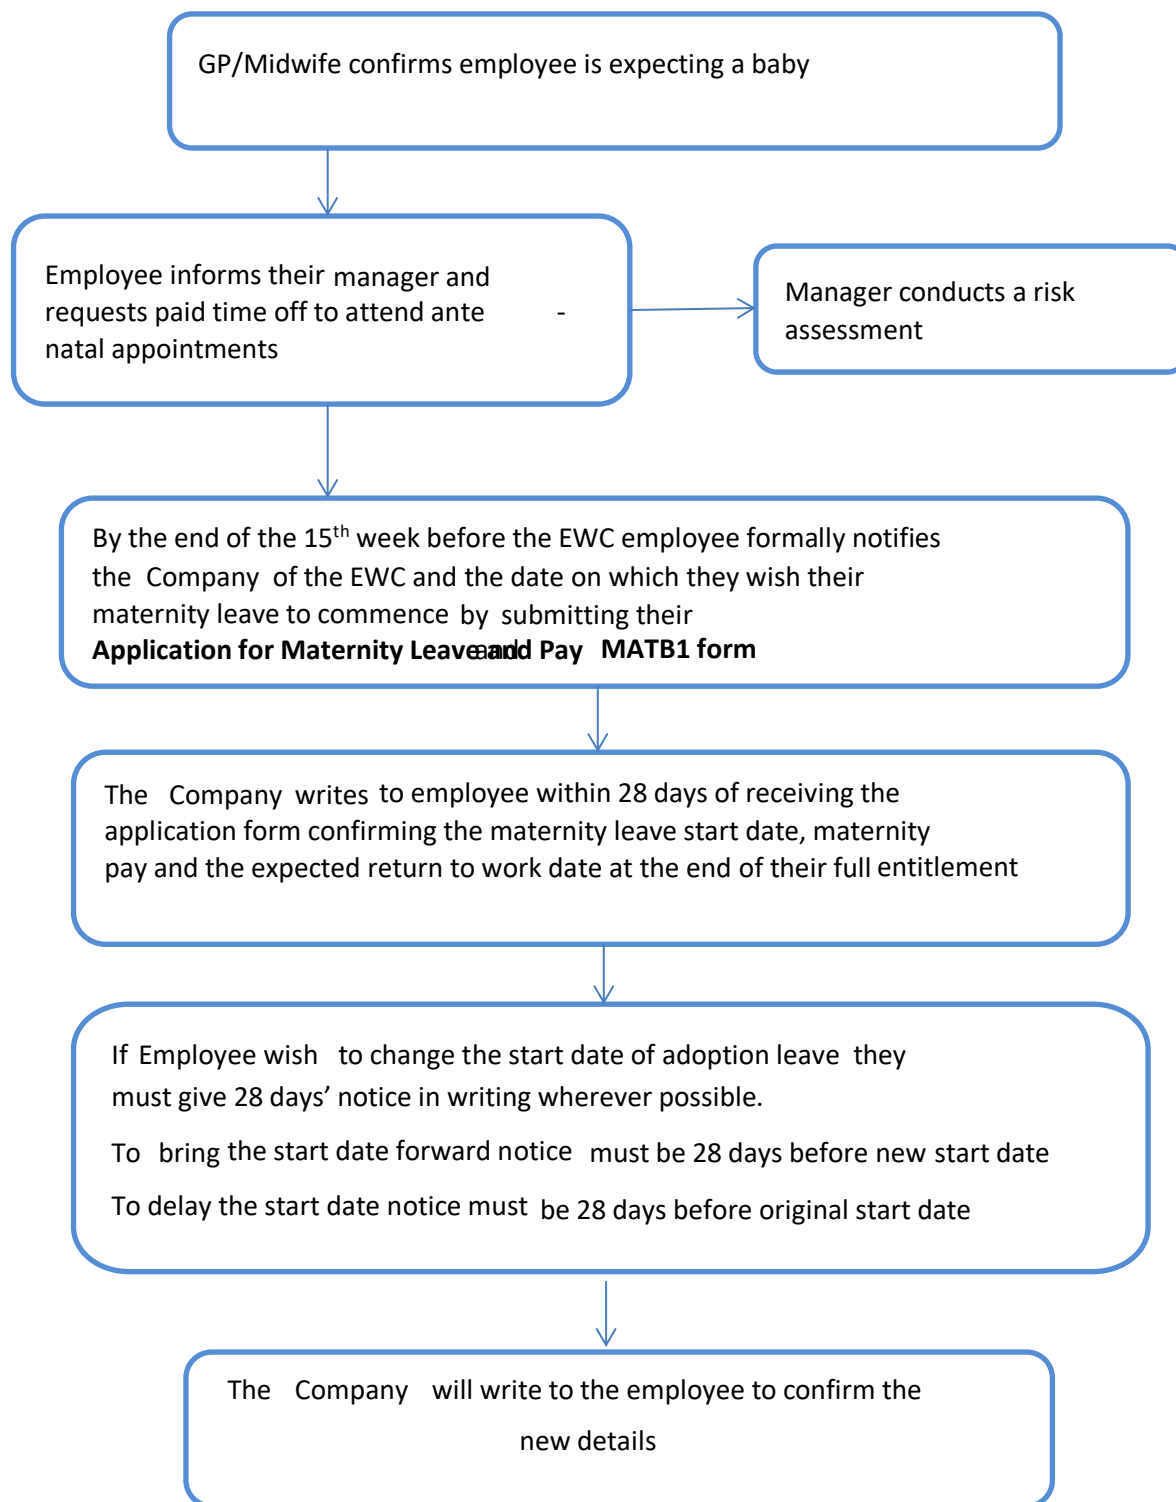 GP/Midwife confirms employee is expecting a baby
Employee informs their manager and
requests paid time off to attend ante -
natal appointments
Manager conducts a risk
assessment
By the end of the 15th week before the EWC employee formally notifies
the Company of the EWC and the date on which they wish their
maternity leave to commence by submitting their
Application for Maternity Leave and Pay and MATB1 form
The Company writes to employee within 28 days of receiving the
application form confirming the maternity leave start date, maternity
pay and the expected return to work date at the end of their full entitlement
If Employee wish to change the start date of adoption leave they
must give 28 days’ notice in writing wherever possible.
To bring the start date forward notice must be 28 days before new start date
To delay the start date notice must be 28 days before original start date
The Company will write to the employee to confirm the
new details